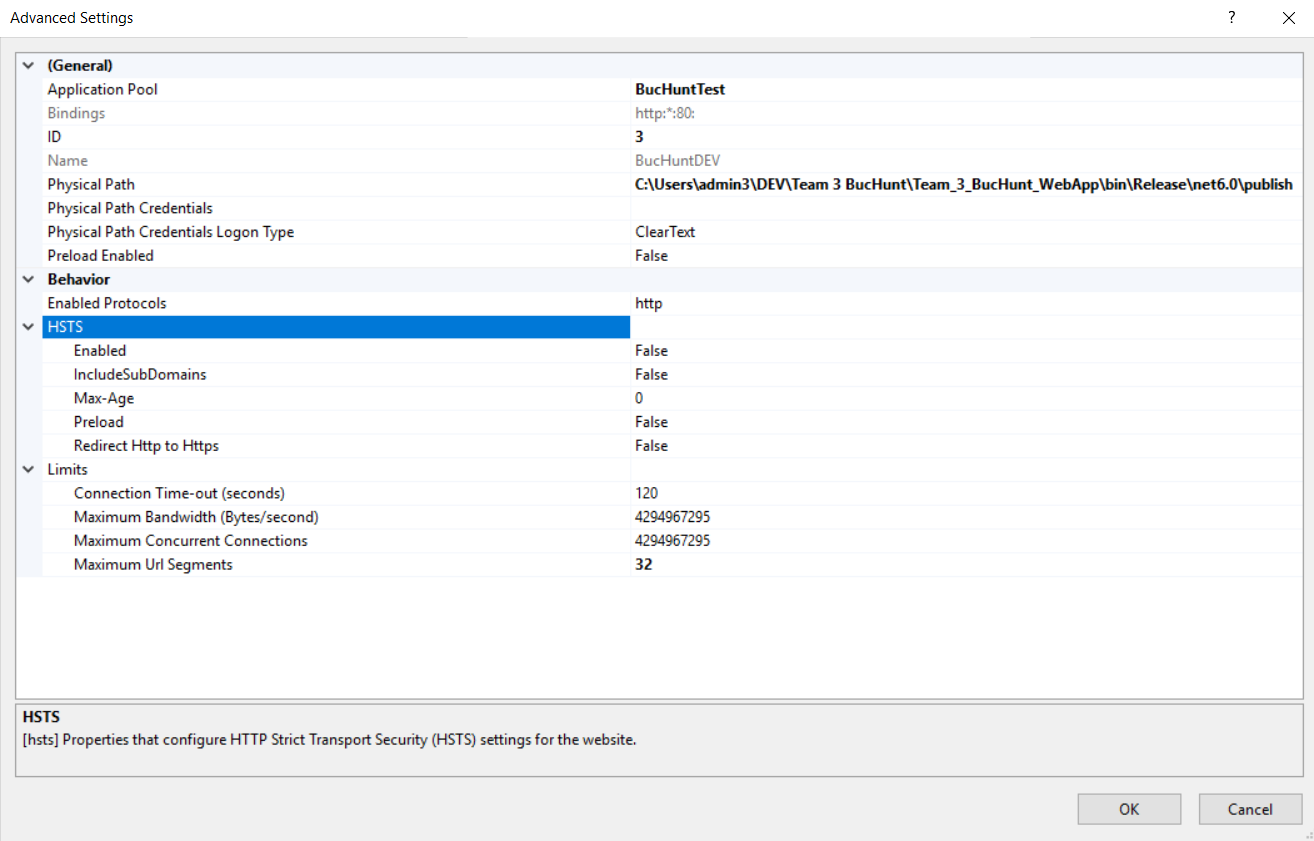 Advanced Settings ?
(General)
Application Pool BucHuntTest
Bindings http:*:80:
ID 3
Name BucHuntDEV
Physical Path C:\Users\admin3\DEV\Team 3 BucHunt\Team_3_BucHunt_WebApp\bin\Release\net6.0\publish
Physical Path Credentials
Physical Path Credentials Logon Type ClearText
Preload Enabled False
Behavior
Enabled Protocols http
HSTS
Enabled False
IncludeSubDomains False
Max-Age 0
Preload False
Redirect Http to Https False
Limits
Connection Time-out (seconds) 120
Maximum Bandwidth (Bytes/second) 4294967295
Maximum Concurrent Connections 4294967295
Maximum Url Segments 32
HSTS
[hsts] Properties that configure HTTP Strict Transport Security (HSTS) settings for the website.
OK Cancel